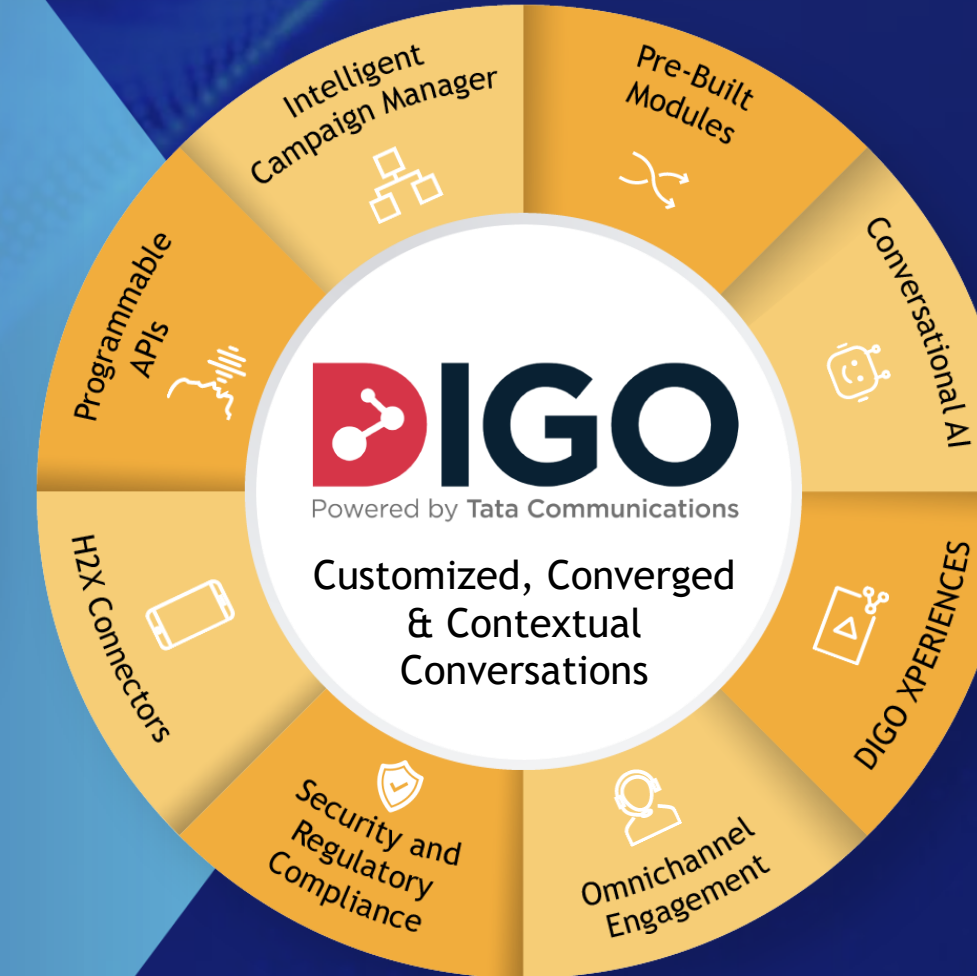 Intelligent
Campaign Manager
Pre-Built
Modules
Conversational AI
DIGO XPERIENCES
Omnichannel
Engagement
Security and
Regulatory
Compliance
H2X Connectors
Programmable
APIs
DIGO
Powered by Tata Communications
Customized, Converged
& Contextual
Conversations